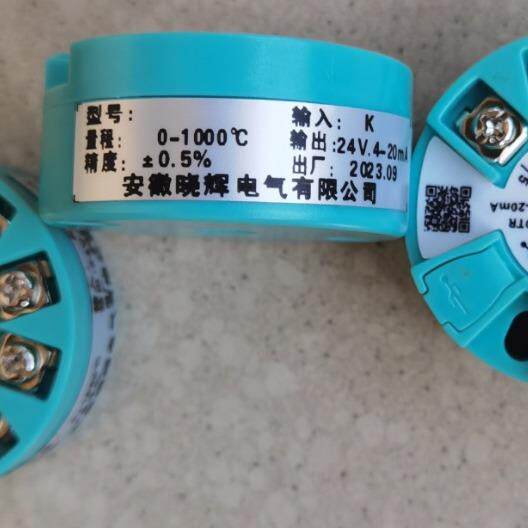 型号:
量程: 0-1000℃
精度: ±0.5%
输入: K
输出:24V.4-20mA
出厂: 2023.09
安徽晓辉电气有限公司
-20mA